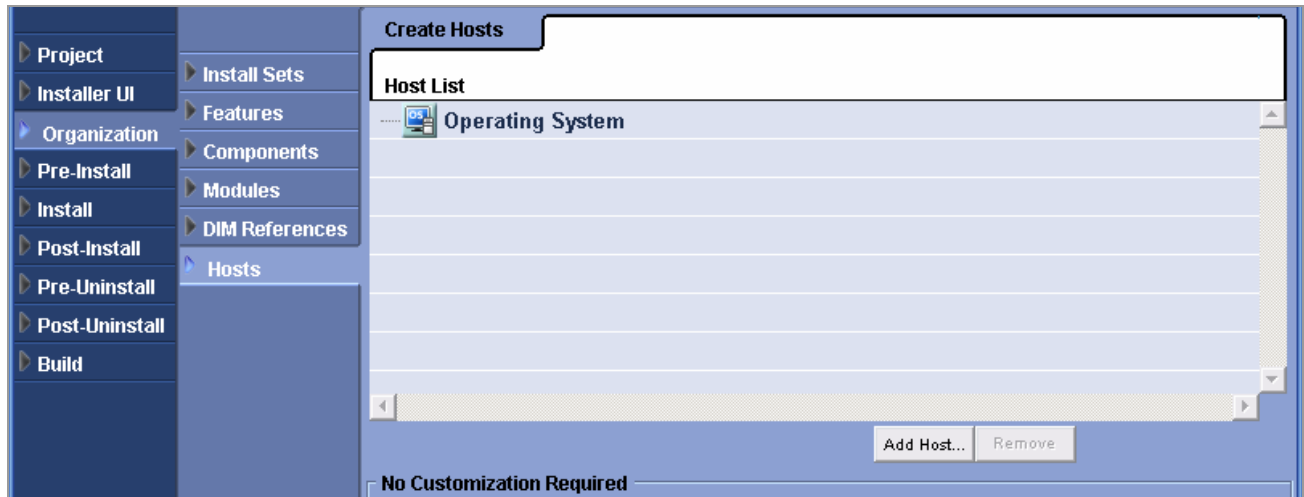 Project
Installer UI
Organization
Pre-Install
Install
Post-Install
Pre-Uninstall
Post-Uninstall
Build
Install Sets
Features
Components
Modules
DIM References
Hosts
Create Hosts
Host List
OS
Operating System
Add Host...
Remove
No Customization Required